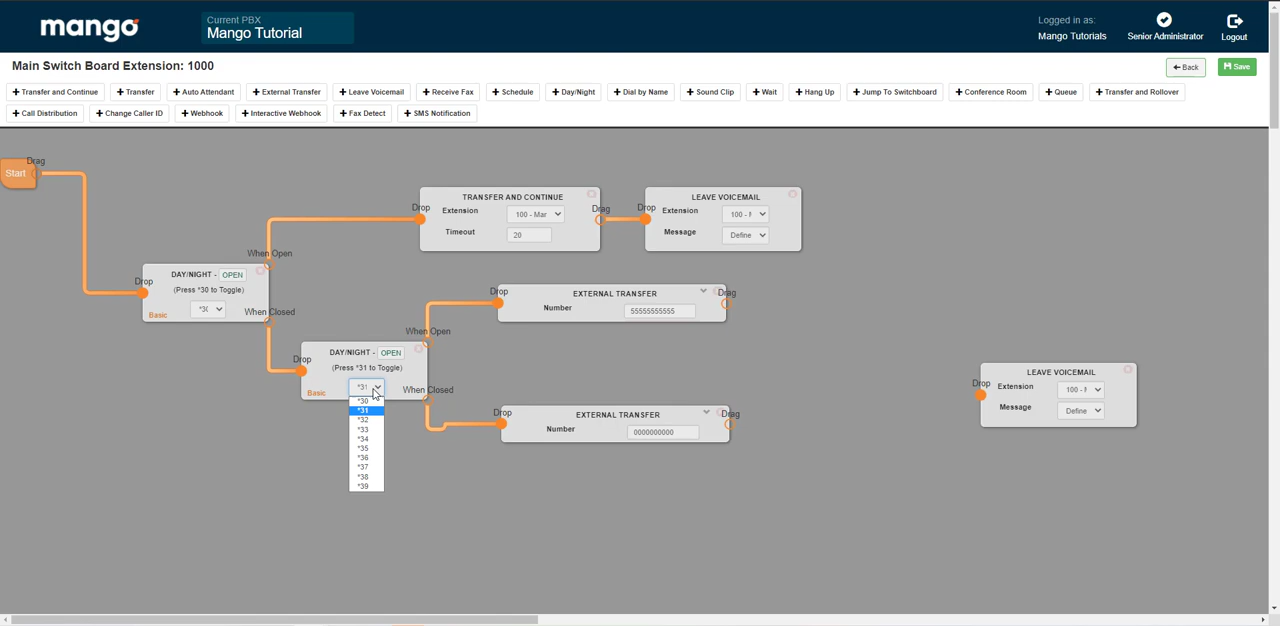 mango
Current PBX
Mango Tutorial
Logged in as:
Mango Tutorials
Senior Administrator
Logout
Main Switch Board Extension: 1000
Back
Save
+ Transfer and Continue
+ Transfer
+ Auto Attendant
+ External Transfer
+ Leave Voicemail
+ Receive Fax
+ Schedule
+ Day/Night
+ Dial by Name
+ Sound Clip
+ Wait
+ Hang Up
+ Jump To Switchboard
+ Conference Room
+ Queue
+ Transfer and Rollover
+ Call Distribution
+ Change Caller ID
+ Webhook
+ Interactive Webhook
+ Fax Detect
+ SMS Notification
Drag
Start
TRANSFER AND CONTINUE
Drop
Extension
100 - Mar
Drag
Timeout
20
LEAVE VOICEMAIL
Drop
Extension
100 - 
Message
Define
When Open
DAY/NIGHT - OPEN
Drop
(Press *30 to Toggle)
Basic
When Closed
EXTERNAL TRANSFER
Drop
Drag
Number
55555555555
When Open
DAY/NIGHT - OPEN
Drop
(Press *31 to Toggle)
*31
Basic
When Closed
*30
*31
*32
*33
*34
*35
*36
*37
*38
*39
EXTERNAL TRANSFER
Drop
Drag
Number
0000000000
LEAVE VOICEMAIL
Drop
Extension
100 - 
Message
Define